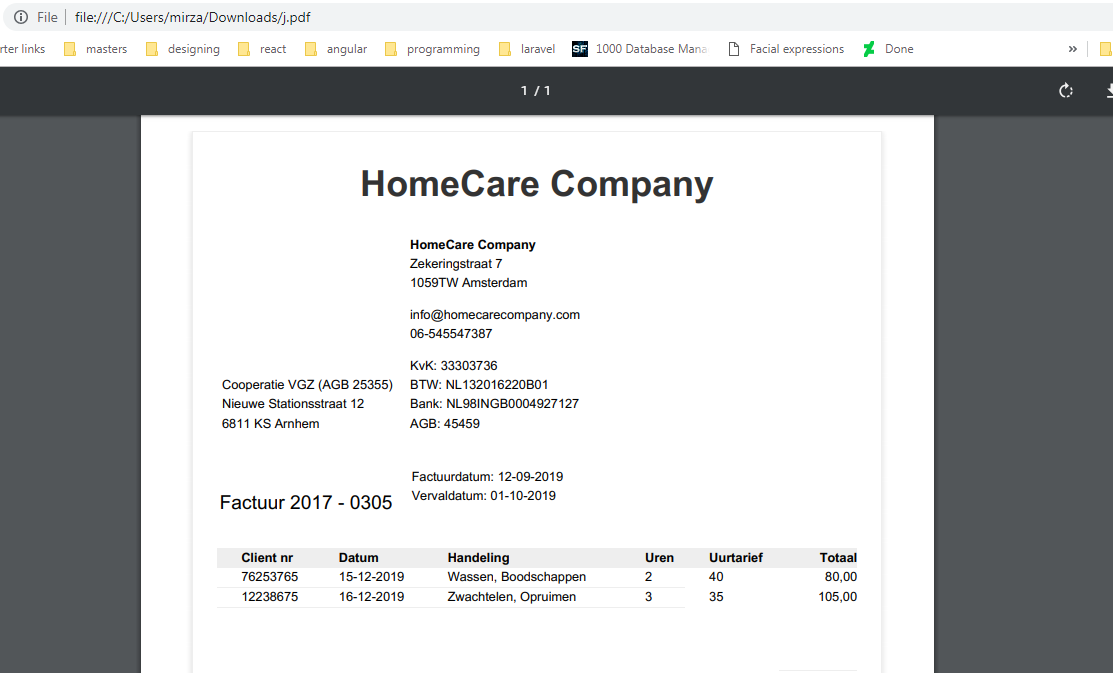 File file:///C:/Users/mirza/Downloads/j.pdf
rter links masters designing react angular programming laravel SF 1000 Database Mana Facial expressions Done »
1 / 1
HomeCare Company
HomeCare Company
Zekeringstraat 7
1059TW Amsterdam
info@homecarecompany.com
06-545547387
KvK: 33303736
Cooperatie VGZ (AGB 25355) BTW: NL132016220B01
Nieuwe Stationsstraat 12 Bank: NL98INGB0004927127
6811 KS Arnhem AGB: 45459
Factuurdatum: 12-09-2019
Vervaldatum: 01-10-2019
Factuur 2017 - 0305
Client nr Datum Handeling Uren Uurtarief Totaal
76253765 15-12-2019 Wassen, Boodschappen 2 40 80,00
12238675 16-12-2019 Zwachtelen, Opruimen 3 35 105,00